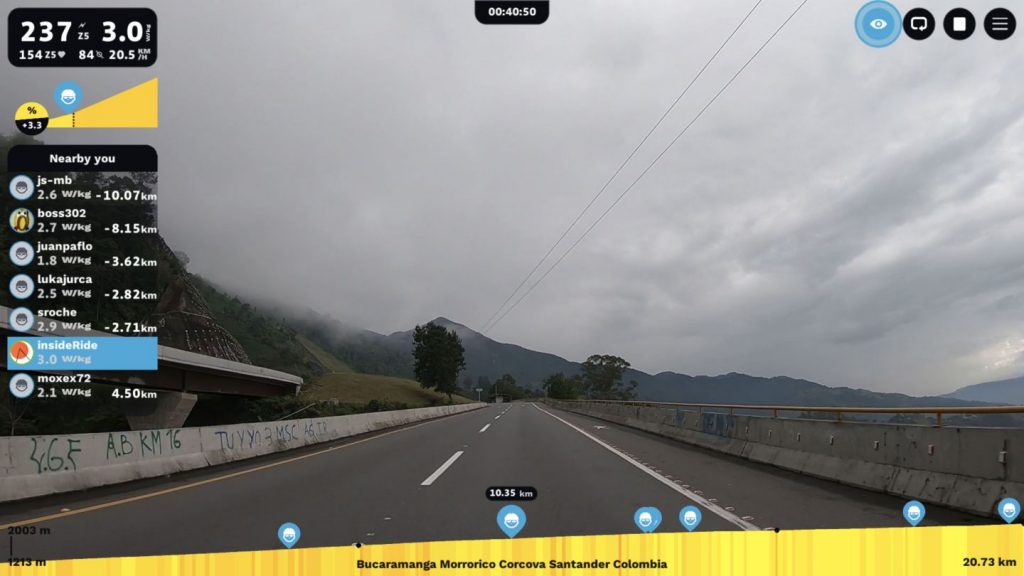 237 Z5 3.0
154 Z5 84 20.5 KM/H
00:40:50
%
+3.3
Nearby you
js-mb
2.6 W/kg -10.07km
boss302
2.7 W/kg -8.15km
juanpaflo
1.8 W/kg -3.62km
lukajurca
2.5 W/kg -2.82km
sroche
2.9 W/kg -2.71km
insideRide
3.0 W/kg
moxex72
2.1 W/kg 4.50km
Y.G.F A.B KM 16
10.35 km
2003 m
1213 m
Bucaramanga Morrorico Corcova Santander Colombia
20.73 km